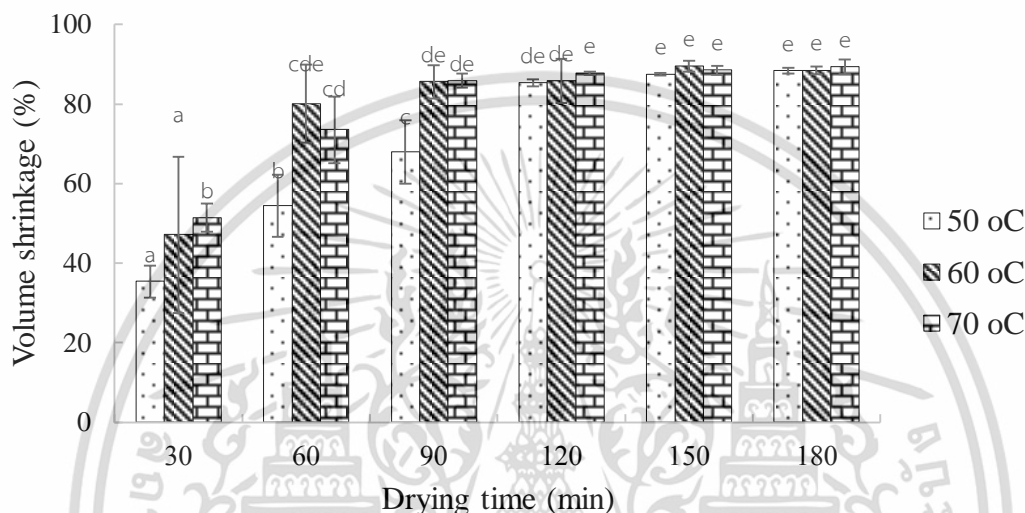 100
80
60
40
20
0
Volume shrinkage (%)
a a b
b cde cd
c de de
de de e
e e e
e e e
30 60 90 120 150 180
Drying time (min)
50 oC
60 oC
70 oC